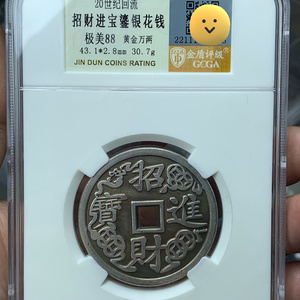 20世纪回流
招财进宝鎏银花钱
极美88 黄金万两
43.1*2.8mm 30.7g
JIN DUN COINS RATING
金盾评级
GCGA
招
寶 進
財